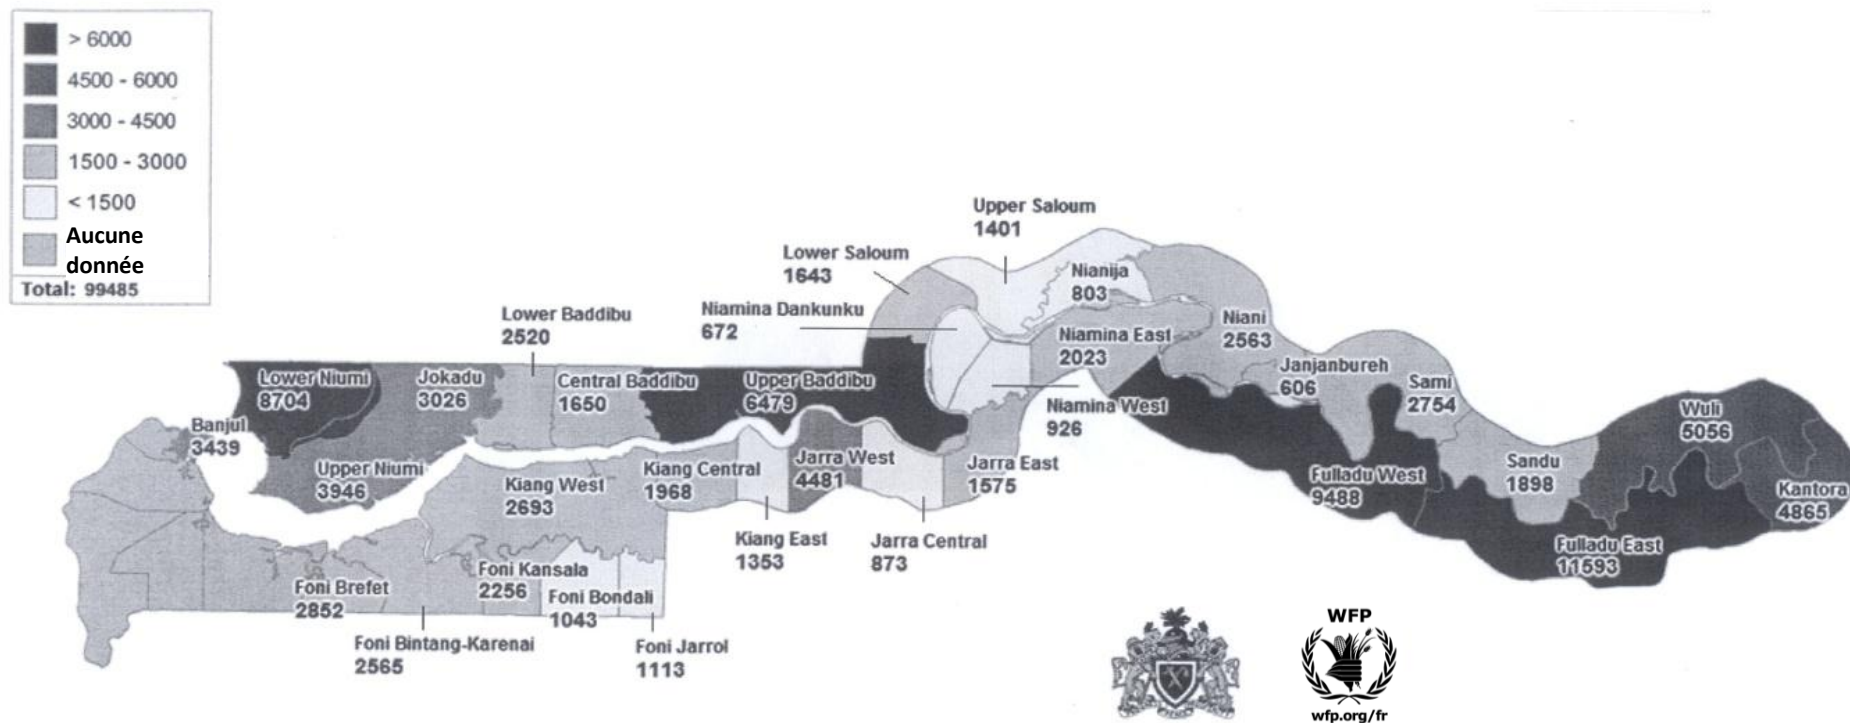 > 6000
4500 - 6000
3000 - 4500
1500 - 3000
< 1500
Aucune
donnée
Total: 99485
Upper Saloum
1401
Lower Saloum
1643
Nianija
803
Niamina Dankunku
672
Lower Baddibu
2520
Niamina East
2023
Niani
2563
Lower Niumi
8704
Jokadu
3026
Central Baddibu
1650
Upper Baddibu
6479
Janjanbureh
606
Sami
2754
Niamina West
926
Wuli
5056
Banjul
3439
Upper Niumi
3946
Kiang West
2693
Kiang Central
1968
Jarra West
4481
Jarra East
1575
Fulladu West
9488
Sandu
1898
Kantora
4865
Kiang East
1353
Jarra Central
873
Fulladu East
11593
Foni Brefet
2852
Foni Kansala
2256
Foni Bondali
1043
Foni Bintang-Karenai
2565
Foni Jarrol
1113
WFP
wfp.org/fr